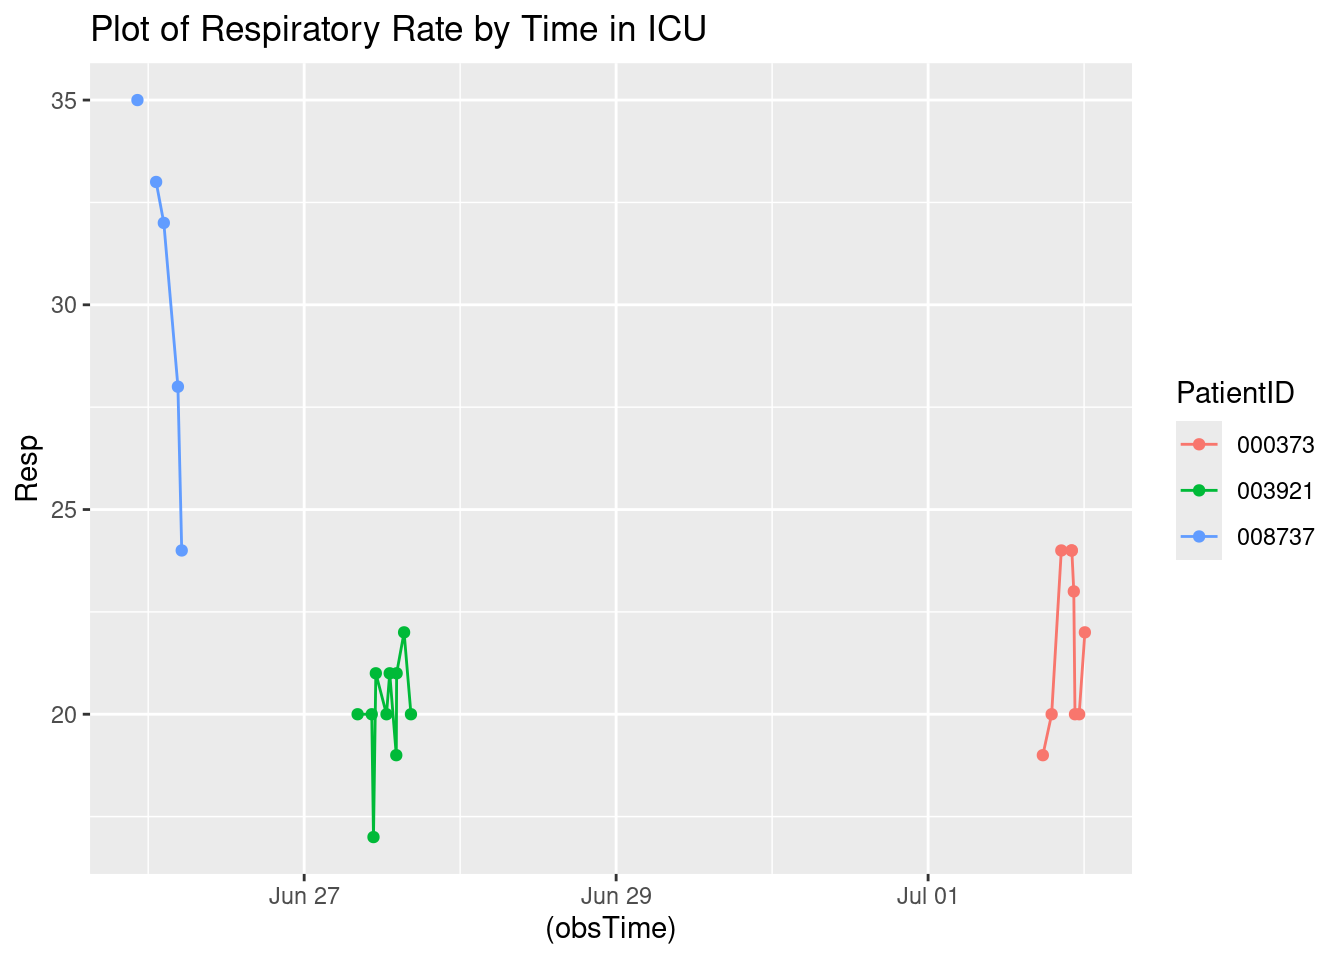 Plot of Respiratory Rate by Time in ICU
35
30
25
20
Resp
Jun 27
Jun 29
Jul 01
(obsTime)
PatientID
000373
003921
008737